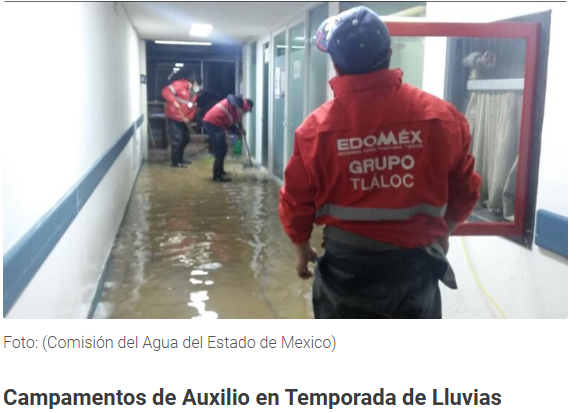 EDOMÉX
GRUPO
TLÁLOC
Foto: (Comisión del Agua del Estado de Mexico)
Campamentos de Auxilio en Temporada de Lluvias